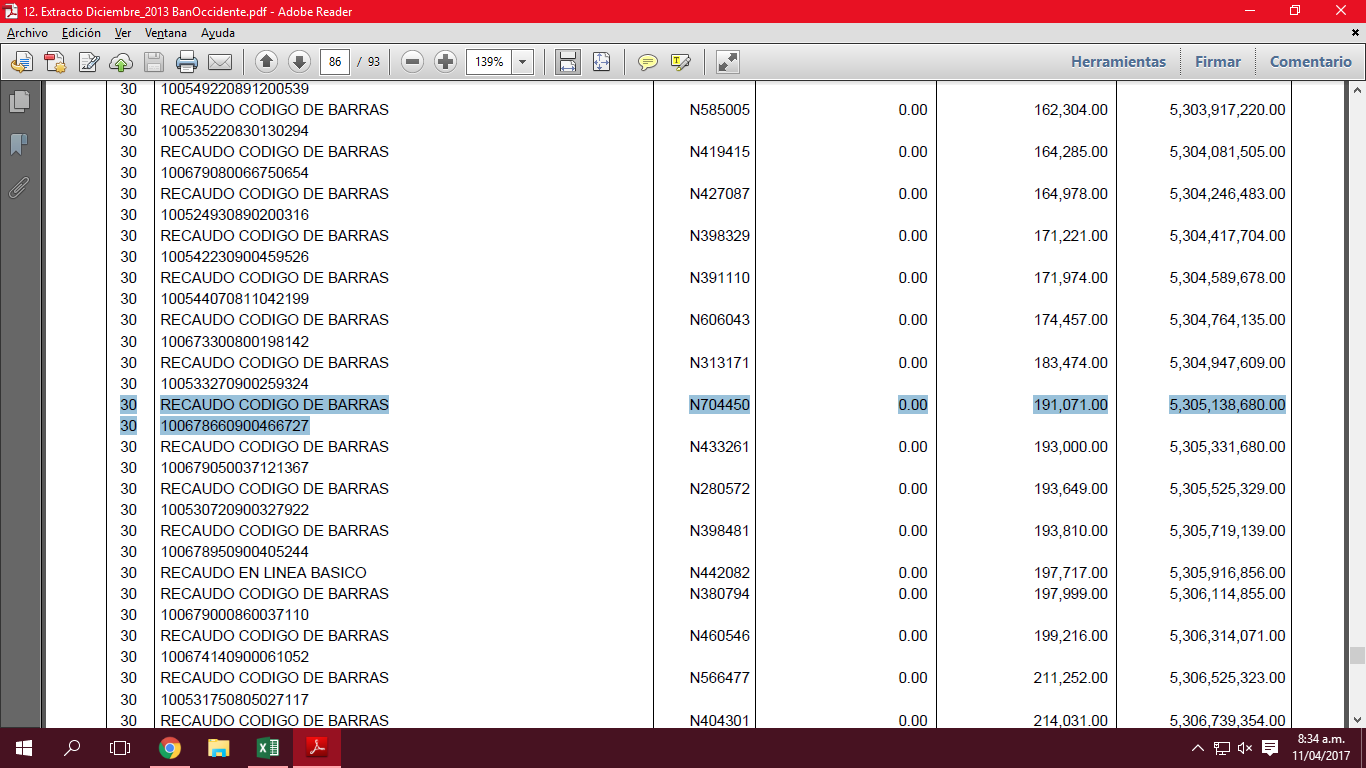 12. Extracto Diciembre_2013 BanOccidente.pdf - Adobe Reader
Archivo Edición Ver Ventana Ayuda
86 / 93 139% Herramientas Firmar Comentario
30 100549220891200539
30 RECAUDO CODIGO DE BARRAS N585005 0.00 162,304.00 5,303,917,220.00
30 100535220830130294
30 RECAUDO CODIGO DE BARRAS N419415 0.00 164,285.00 5,304,081,505.00
30 100679080066750654
30 RECAUDO CODIGO DE BARRAS N427087 0.00 164,978.00 5,304,246,483.00
30 100524930890200316
30 RECAUDO CODIGO DE BARRAS N398329 0.00 171,221.00 5,304,417,704.00
30 100542230900459526
30 RECAUDO CODIGO DE BARRAS N391110 0.00 171,974.00 5,304,589,678.00
30 100544070811042199
30 RECAUDO CODIGO DE BARRAS N606043 0.00 174,457.00 5,304,764,135.00
30 100673300800198142
30 RECAUDO CODIGO DE BARRAS N313171 0.00 183,474.00 5,304,947,609.00
30 100533270900259324
30 RECAUDO CODIGO DE BARRAS N704450 0.00 191,071.00 5,305,138,680.00
30 100678660900466727
30 RECAUDO CODIGO DE BARRAS N433261 0.00 193,000.00 5,305,331,680.00
30 100679050037121367
30 RECAUDO CODIGO DE BARRAS N280572 0.00 193,649.00 5,305,525,329.00
30 100530720900327922
30 RECAUDO CODIGO DE BARRAS N398481 0.00 193,810.00 5,305,719,139.00
30 100678950900405244
30 RECAUDO EN LINEA BASICO N442082 0.00 197,717.00 5,305,916,856.00
30 RECAUDO CODIGO DE BARRAS N380794 0.00 197,999.00 5,306,114,855.00
30 100679000860037110
30 RECAUDO CODIGO DE BARRAS N460546 0.00 199,216.00 5,306,314,071.00
30 100674140900061052
30 RECAUDO CODIGO DE BARRAS N566477 0.00 211,252.00 5,306,525,323.00
30 100531750805027117
30 RECAUDO CODIGO DE BARRAS N404301 0.00 214,031.00 5,306,739,354.00
8:34 a.m.
11/04/2017